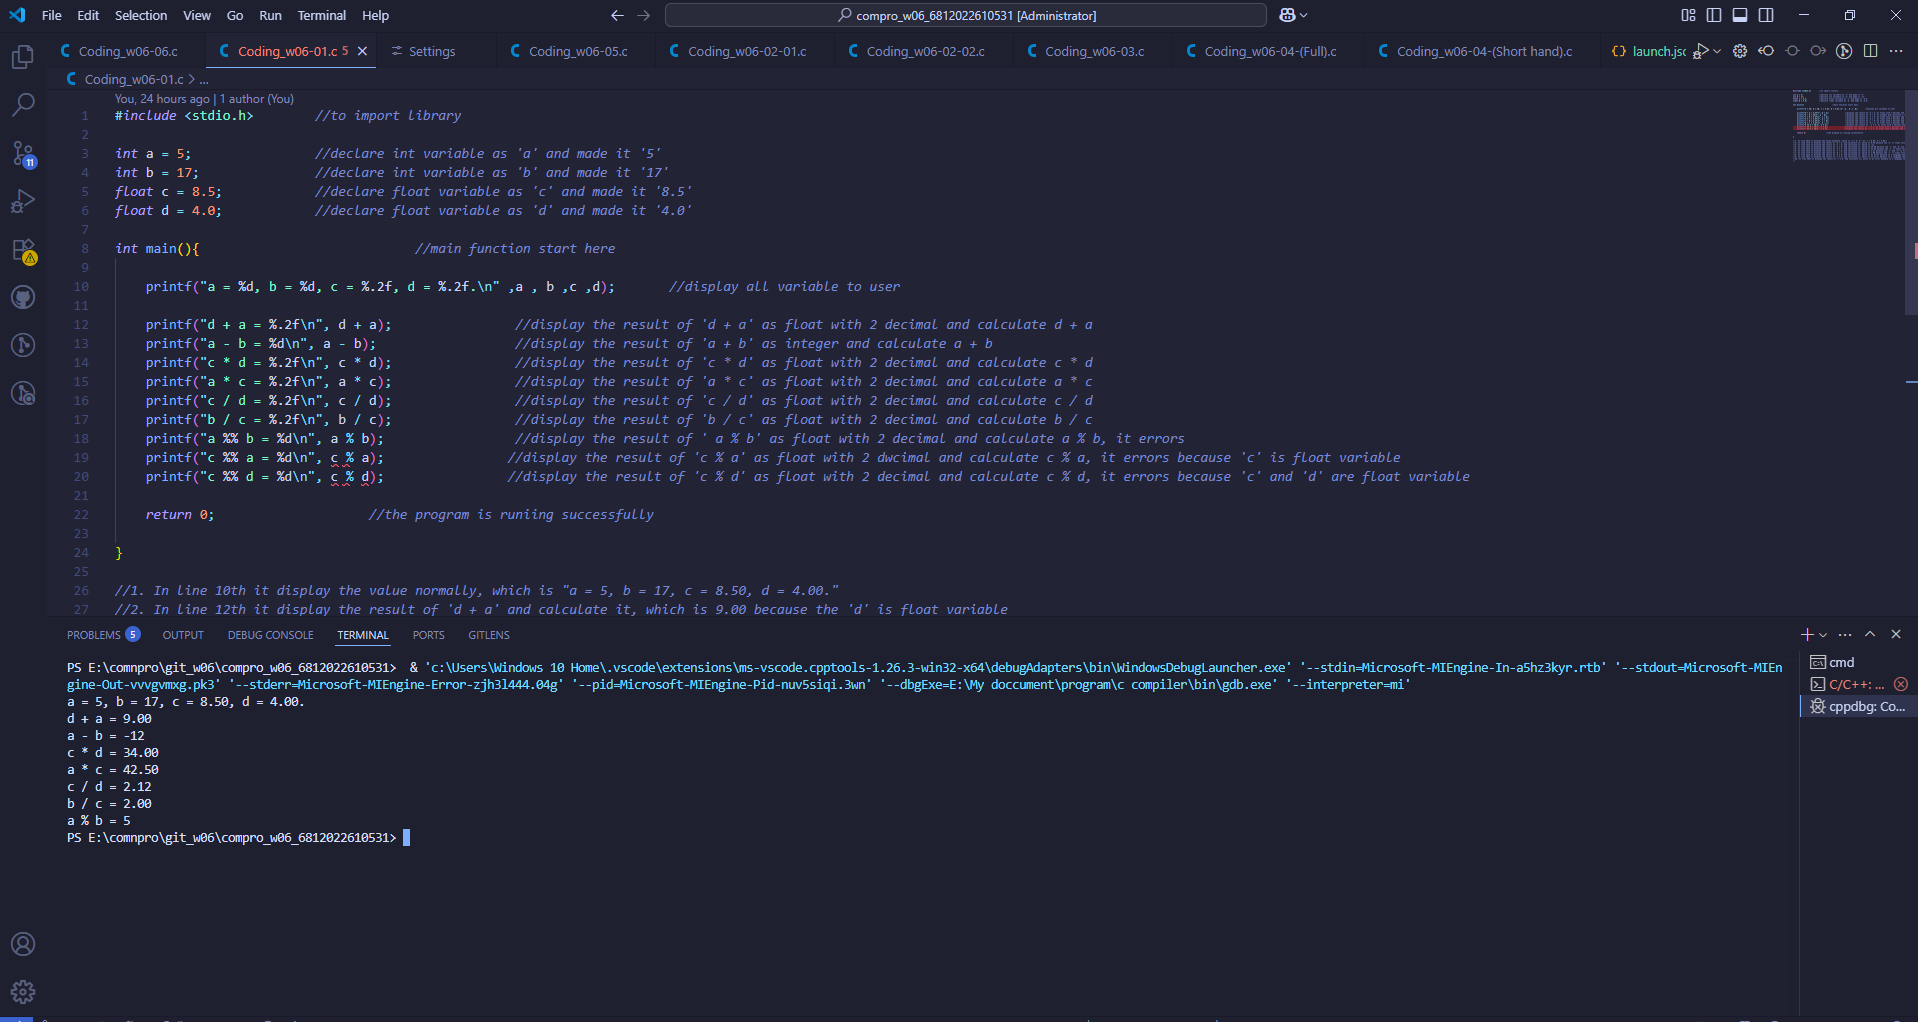 File Edit Selection View Go Run Terminal Help
compro_w06_6812022610531 [Administrator]
Coding_w06-06.c
Coding_w06-01.c 5
Settings
Coding_w06-05.c
Coding_w06-02-01.c
Coding_w06-02-02.c
Coding_w06-03.c
Coding_w06-04-(Full).c
Coding_w06-04-(Short hand).c
launch.jsc
Coding_w06-01.c > ...
You, 24 hours ago | 1 author (You)
1 #include <stdio.h> //to import library
2
3 int a = 5; //declare int variable as 'a' and made it '5'
4 int b = 17; //declare int variable as 'b' and made it '17'
5 float c = 8.5; //declare float variable as 'c' and made it '8.5'
6 float d = 4.0; //declare float variable as 'd' and made it '4.0'
7
8 int main(){ //main function start here
9
10 printf("a = %d, b = %d, c = %.2f, d = %.2f.\n" ,a , b ,c ,d); //display all variable to user
11
12 printf("d + a = %.2f\n", d + a); //display the result of 'd + a' as float with 2 decimal and calculate d + a
13 printf("a - b = %d\n", a - b); //display the result of 'a + b' as integer and calculate a + b
14 printf("c * d = %.2f\n", c * d); //display the result of 'c * d' as float with 2 decimal and calculate c * d
15 printf("a * c = %.2f\n", a * c); //display the result of 'a * c' as float with 2 decimal and calculate a * c
16 printf("c / d = %.2f\n", c / d); //display the result of 'c / d' as float with 2 decimal and calculate c / d
17 printf("b / c = %.2f\n", b / c); //display the result of 'b / c' as float with 2 decimal and calculate b / c
18 printf("a %% b = %d\n", a % b); //display the result of ' a % b' as float with 2 decimal and calculate a % b, it errors
19 printf("c %% a = %d\n", c % a); //display the result of 'c % a' as float with 2 dwcimal and calculate c % a, it errors because 'c' is float variable
20 printf("c %% d = %d\n", c % d); //display the result of 'c % d' as float with 2 decimal and calculate c % d, it errors because 'c' and 'd' are float variable
21
22 return 0; //the program is runiing successfully
23
24 }
25
26 //1. In line 10th it display the value normally, which is "a = 5, b = 17, c = 8.50, d = 4.00."
27 //2. In line 12th it display the result of 'd + a' and calculate it, which is 9.00 because the 'd' is float variable
11
PROBLEMS 5 OUTPUT DEBUG CONSOLE TERMINAL PORTS GITLENS
PS E:\comnpro\git_w06\compro_w06_6812022610531> & 'c:\Users\Windows 10 Home\.vscode\extensions\ms-vscode.cpptools-1.26.3-win32-x64\debugAdapters\bin\WindowsDebugLauncher.exe' '--stdin=Microsoft-MIEngine-In-a5hz3kyr.rtb' '--stdout=Microsoft-MIEn
gine-Out-vvvgvmxg.pk3' '--stderr=Microsoft-MIEngine-Error-zjh3l444.04g' '--pid=Microsoft-MIEngine-Pid-nuv5siqi.3wn' '--dbgExe=E:\My doccument\program\c compiler\bin\gdb.exe' '--interpreter=mi'
a = 5, b = 17, c = 8.50, d = 4.00.
d + a = 9.00
a - b = -12
c * d = 34.00
a * c = 42.50
c / d = 2.12
b / c = 2.00
a % b = 5
PS E:\comnpro\git_w06\compro_w06_6812022610531>
cmd
C/C++: ...
cppdbg: Co...